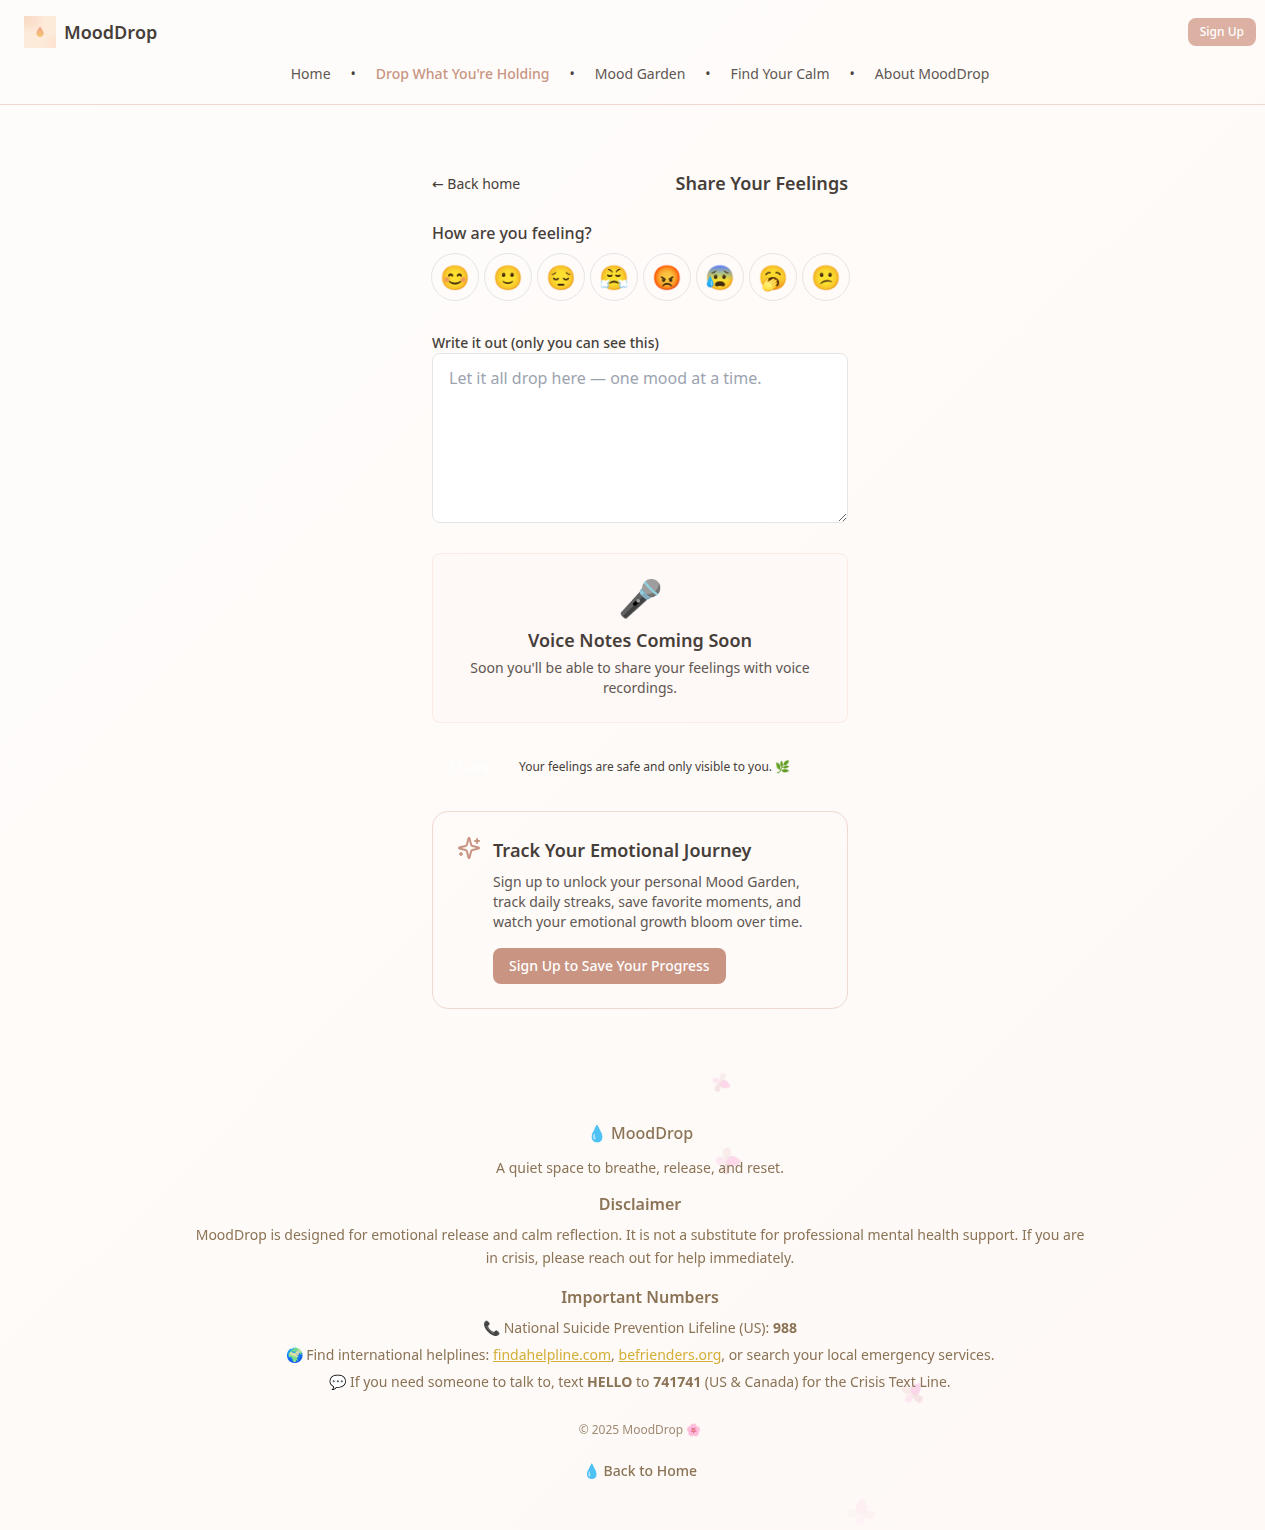 MoodDrop
Sign Up
Home • Drop What You're Holding • Mood Garden • Find Your Calm • About MoodDrop
← Back home
Share Your Feelings
How are you feeling?
😊 🙂 😔 😤 😡 😰 🥱 😕
Write it out (only you can see this)
Let it all drop here — one mood at a time.
🎤
Voice Notes Coming Soon
Soon you'll be able to share your feelings with voice
recordings.
Your feelings are safe and only visible to you. 🌿
Track Your Emotional Journey
Sign up to unlock your personal Mood Garden,
track daily streaks, save favorite moments, and
watch your emotional growth bloom over time.
Sign Up to Save Your Progress
💧 MoodDrop
A quiet space to breathe, release, and reset.
Disclaimer
MoodDrop is designed for emotional release and calm reflection. It is not a substitute for professional mental health support. If you are
in crisis, please reach out for help immediately.
Important Numbers
📞 National Suicide Prevention Lifeline (US): 988
🌍 Find international helplines: findahelpline.com, befrienders.org, or search your local emergency services.
💬 If you need someone to talk to, text HELLO to 741741 (US & Canada) for the Crisis Text Line.
© 2025 MoodDrop 🌸
💧 Back to Home